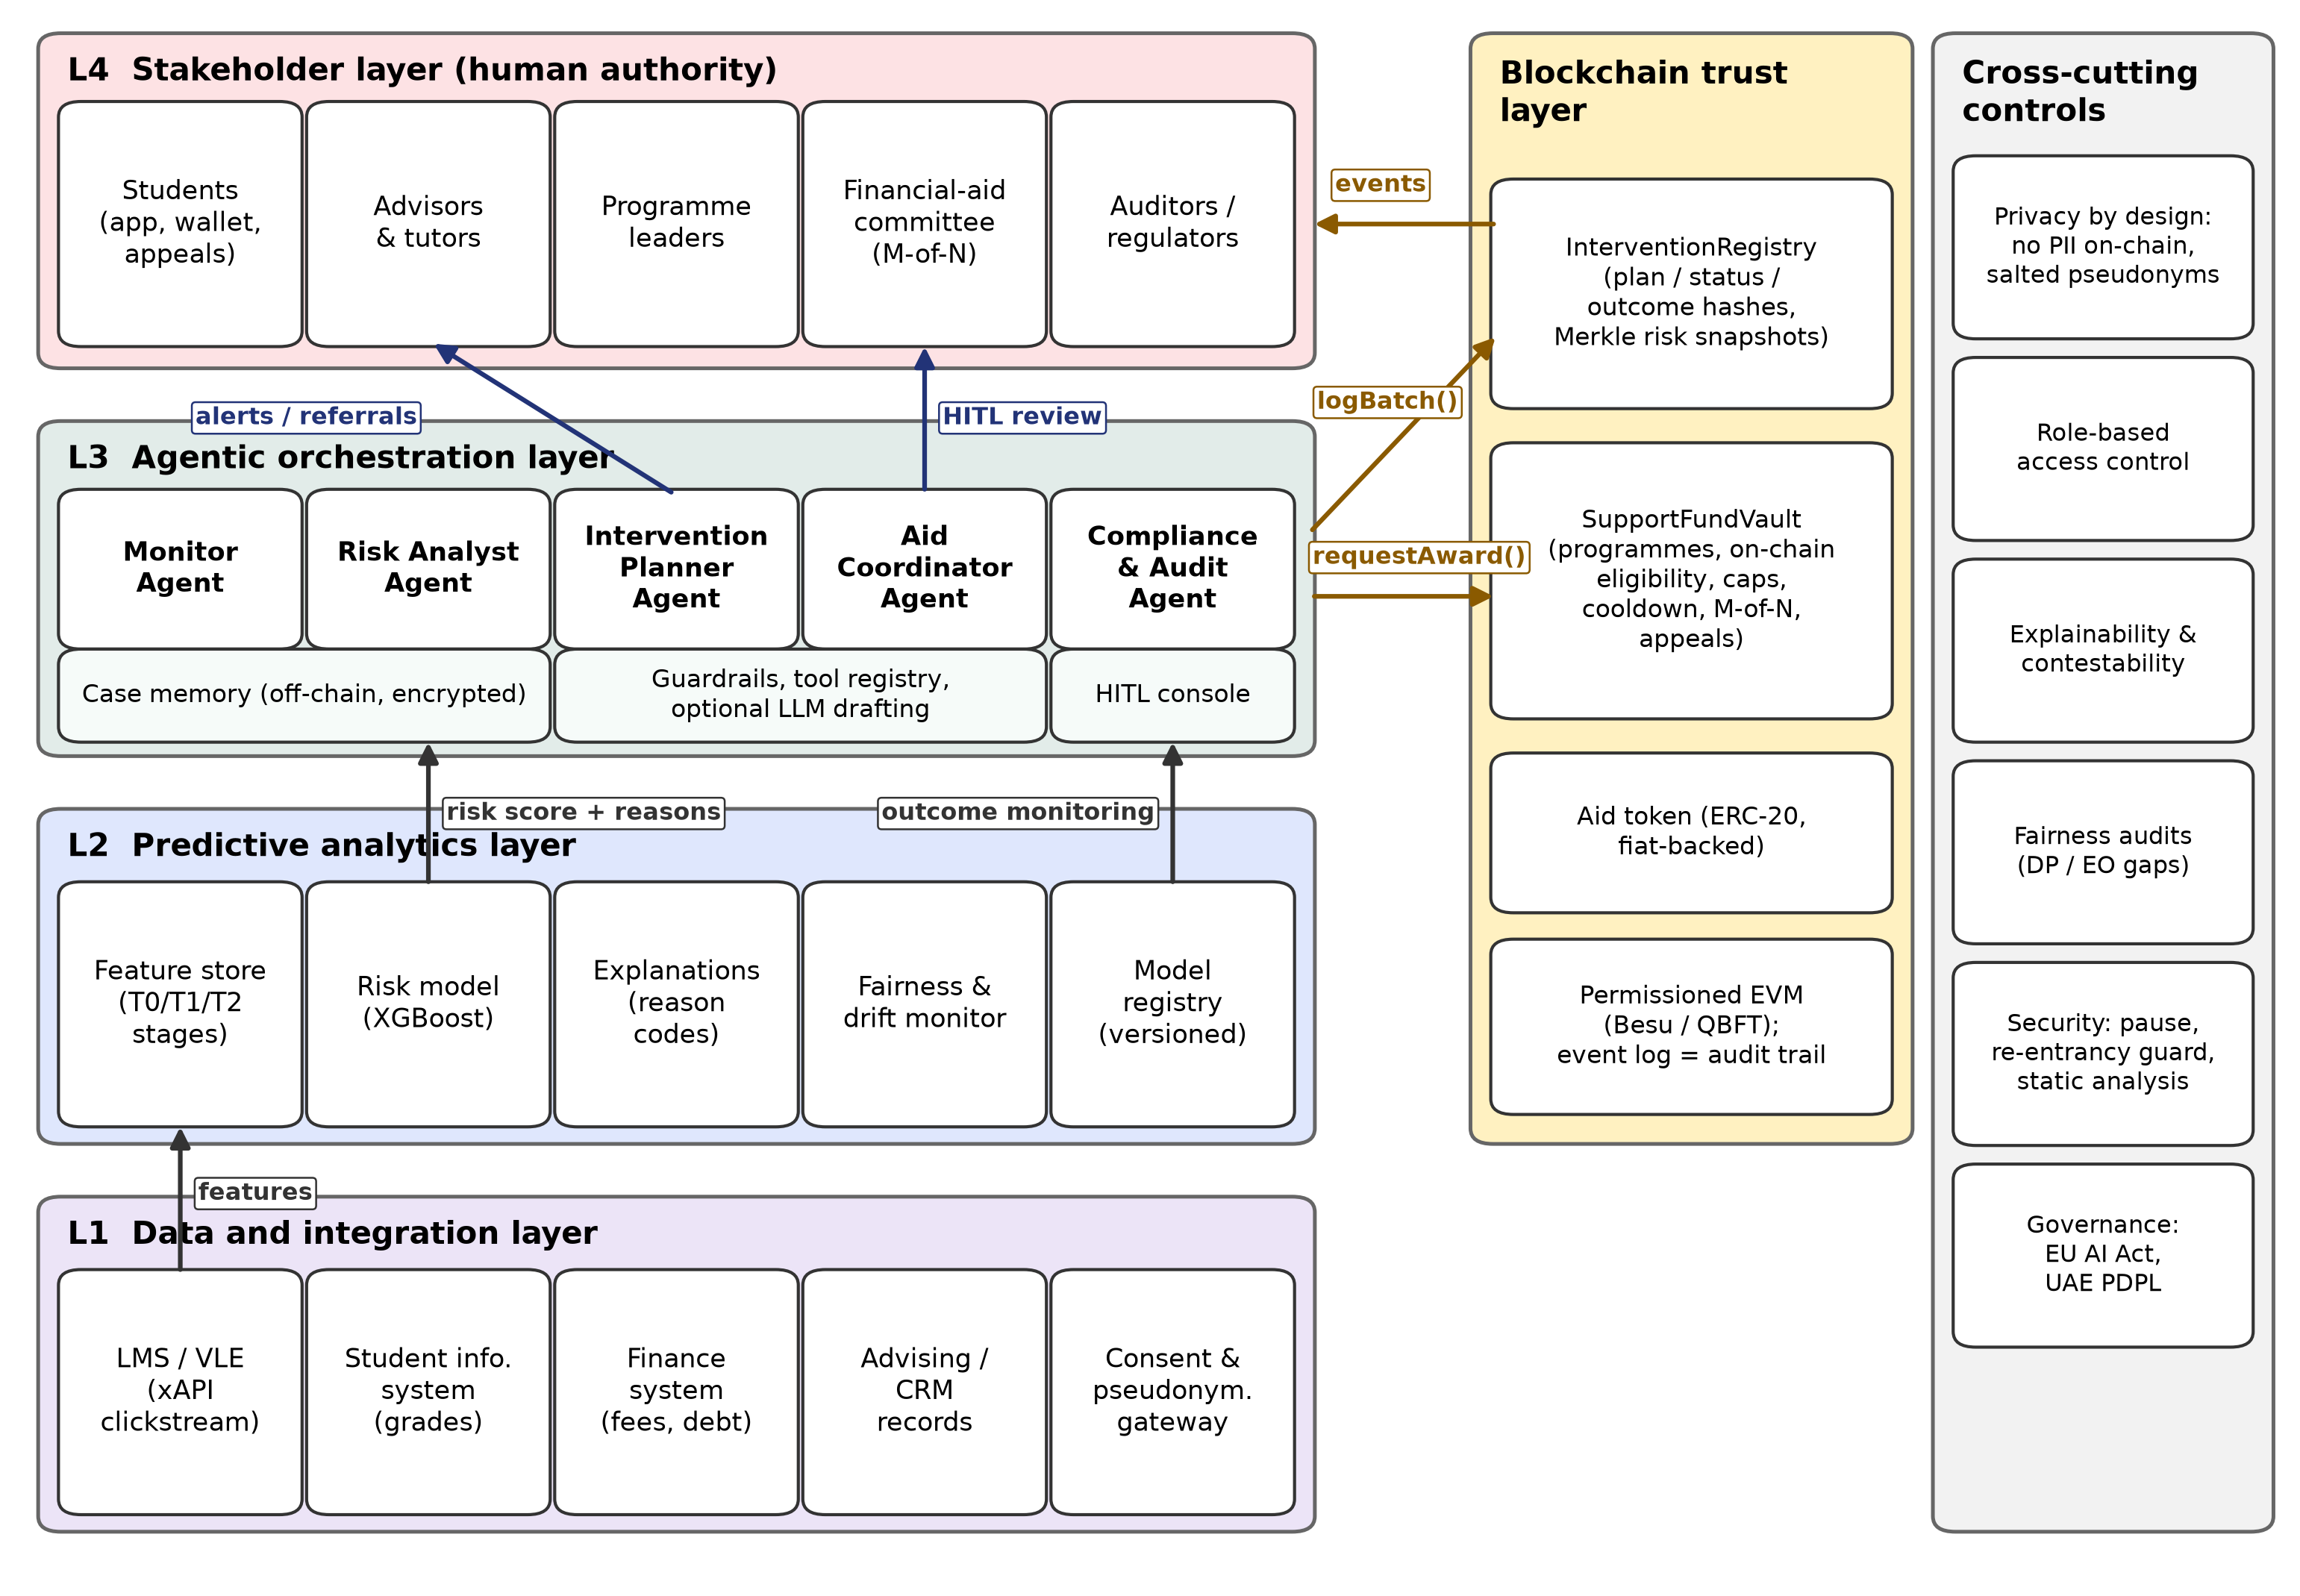 L4  Stakeholder layer (human authority)
Students
(app, wallet,
appeals)
Advisors
& tutors
Programme
leaders
Financial-aid
committee
(M-of-N)
Auditors /
regulators
alerts / referrals
HITL review
L3  Agentic orchestration layer
Monitor
Agent
Risk Analyst
Agent
Intervention
Planner
Agent
Aid
Coordinator
Agent
Compliance
& Audit
Agent
Case memory (off-chain, encrypted)
Guardrails, tool registry,
optional LLM drafting
HITL console
risk score + reasons
outcome monitoring
L2  Predictive analytics layer
Feature store
(T0/T1/T2
stages)
Risk model
(XGBoost)
Explanations
(reason
codes)
Fairness &
drift monitor
Model
registry
(versioned)
features
L1  Data and integration layer
LMS / VLE
(xAPI
clickstream)
Student info.
system
(grades)
Finance
system
(fees, debt)
Advising /
CRM
records
Consent &
pseudonym.
gateway
events
logBatch()
requestAward()
Blockchain trust
layer
InterventionRegistry
(plan / status /
outcome hashes,
Merkle risk snapshots)
SupportFundVault
(programmes, on-chain
eligibility, caps,
cooldown, M-of-N,
appeals)
Aid token (ERC-20,
fiat-backed)
Permissioned EVM
(Besu / QBFT);
event log = audit trail
Cross-cutting
controls
Privacy by design:
no PII on-chain,
salted pseudonyms
Role-based
access control
Explainability &
contestability
Fairness audits
(DP / EO gaps)
Security: pause,
re-entrancy guard,
static analysis
Governance:
EU AI Act,
UAE PDPL